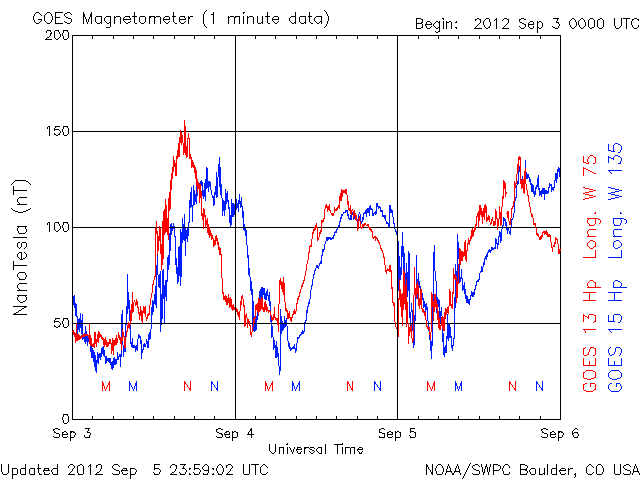 GOES Magnetometer (1 minute data)
Begin: 2012 Sep 3 0000 UTC
200
150
100
50
0
NanoTesla (nT)
M M N N M M N N M M N N
Sep 3 Sep 4 Sep 5 Sep 6
Universal Time
GOES 13 Hp Long. W 75
GOES 15 Hp Long. W 135
Updated 2012 Sep 5 23:59:02 UTC
NOAA/SWPC Boulder, CO USA